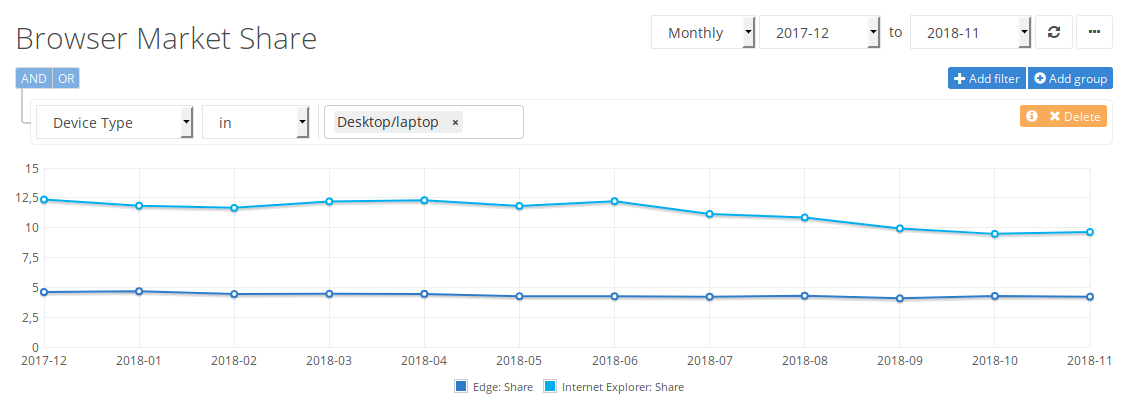 Browser Market Share
Monthly 2017-12 to 2018-11
AND OR
Add filter Add group
Device Type in Desktop/laptop × Delete
15
12,5
10
7,5
5
2,5
0
2017-12 2018-01 2018-02 2018-03 2018-04 2018-05 2018-06 2018-07 2018-08 2018-09 2018-10 2018-11
Edge: Share Internet Explorer: Share